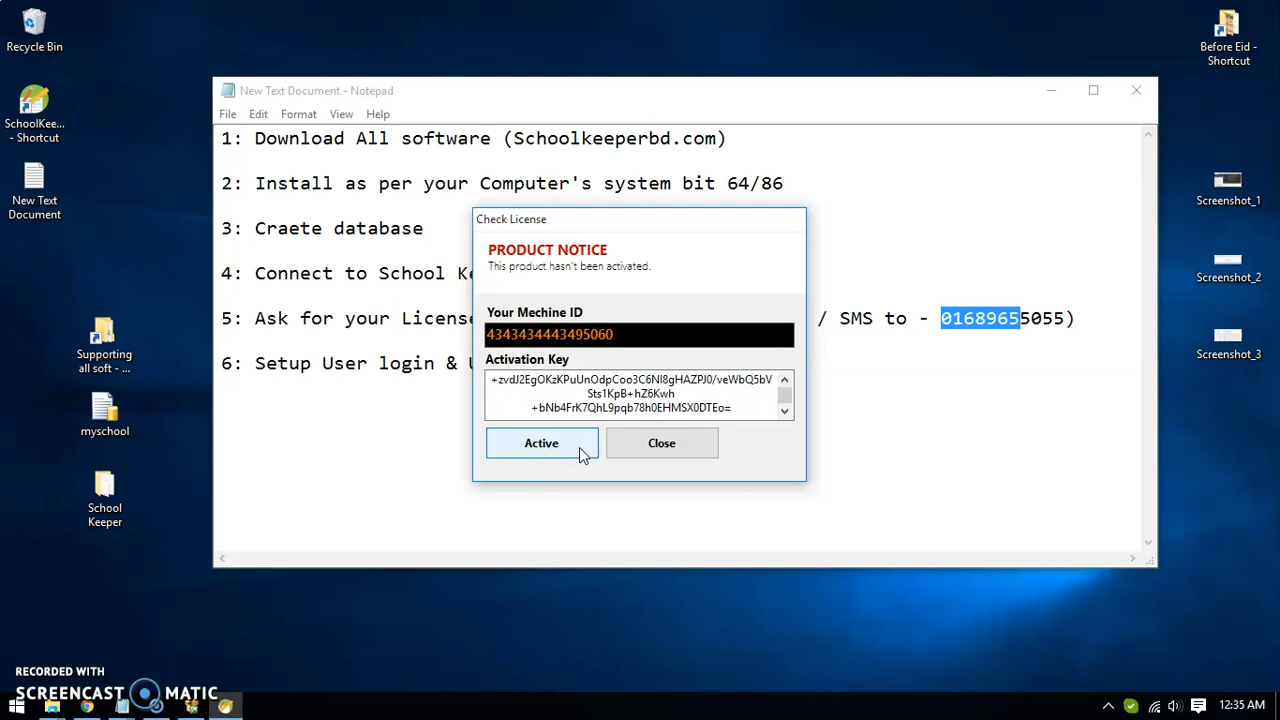 Recycle Bin
SchoolKee...
- Shortcut
New Text
Document
Supporting
all soft - ...
myschool
School
Keeper
Before Eid -
Shortcut
Screenshot_1
Screenshot_2
Screenshot_3
New Text Document - Notepad
File Edit Format View Help
1: Download All software (Schoolkeeperbd.com)
2: Install as per your Computer's system bit 64/86
3: Craete database
4: Connect to School Ke
5: Ask for your License / SMS to - 01689655055)
6: Setup User login &
Check License
PRODUCT NOTICE
This product hasn't been activated.
Your Mechine ID
4343434443495060
Activation Key
+zvdJ2EgOKzKPuUnOdpCoo3C6NI8gHAZPJ0/veWbQ5bV
Sts1KpB+hZ6Kwh
+bNb4FrK7QhL9pqb78h0EHMSX0DTEo=
Active Close
RECORDED WITH
SCREENCAST MATIC
12:35 AM